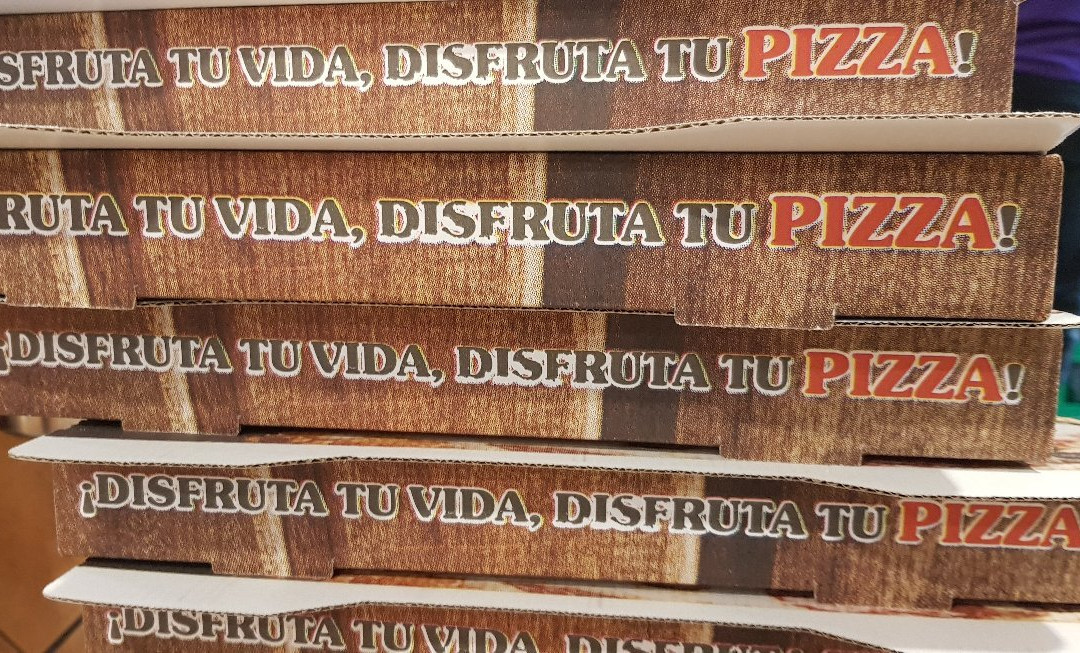 SFRUTA TU VIDA, DISFRUTA TU PIZZA!
RUTA TU VIDA, DISFRUTA TU PIZZA!
¡DISFRUTA TU VIDA, DISFRUTA TU PIZZA!
¡DISFRUTA TU VIDA, DISFRUTA TU PIZZA
¡DISFRUTA TU VIDA, DISFRUTA